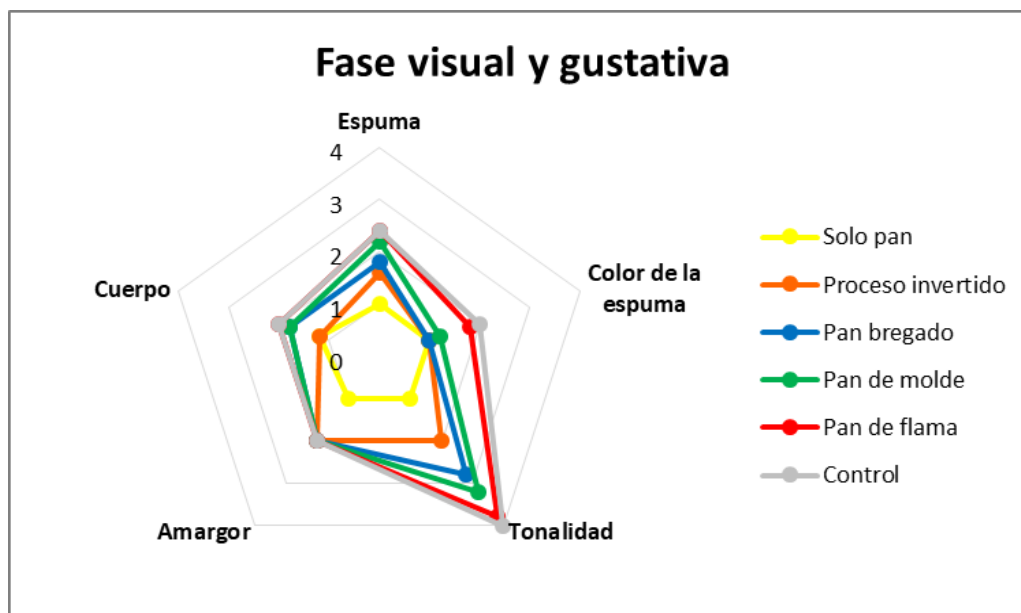 Fase visual y gustativa
Espuma
4
3
2
1
0
Color de la
espuma
Tonalidad
Amargor
Cuerpo
Solo pan
Proceso invertido
Pan bregado
Pan de molde
Pan de flama
Control